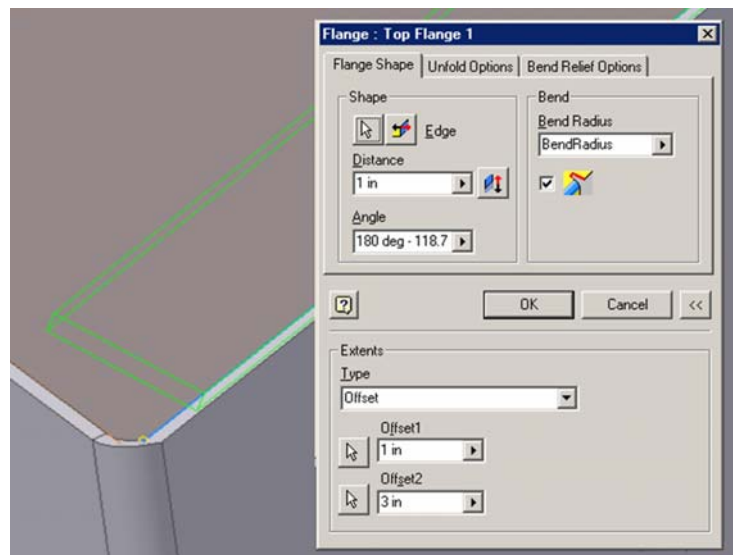 Flange : Top Flange 1
Flange Shape Unfold Options Bend Relief Options
Shape
Edge
Distance
1 in
Angle
180 deg - 118.7
Bend
Bend Radius
BendRadius
OK Cancel <<
Extents
Type
Offset
Offset1
1 in
Offset2
3 in